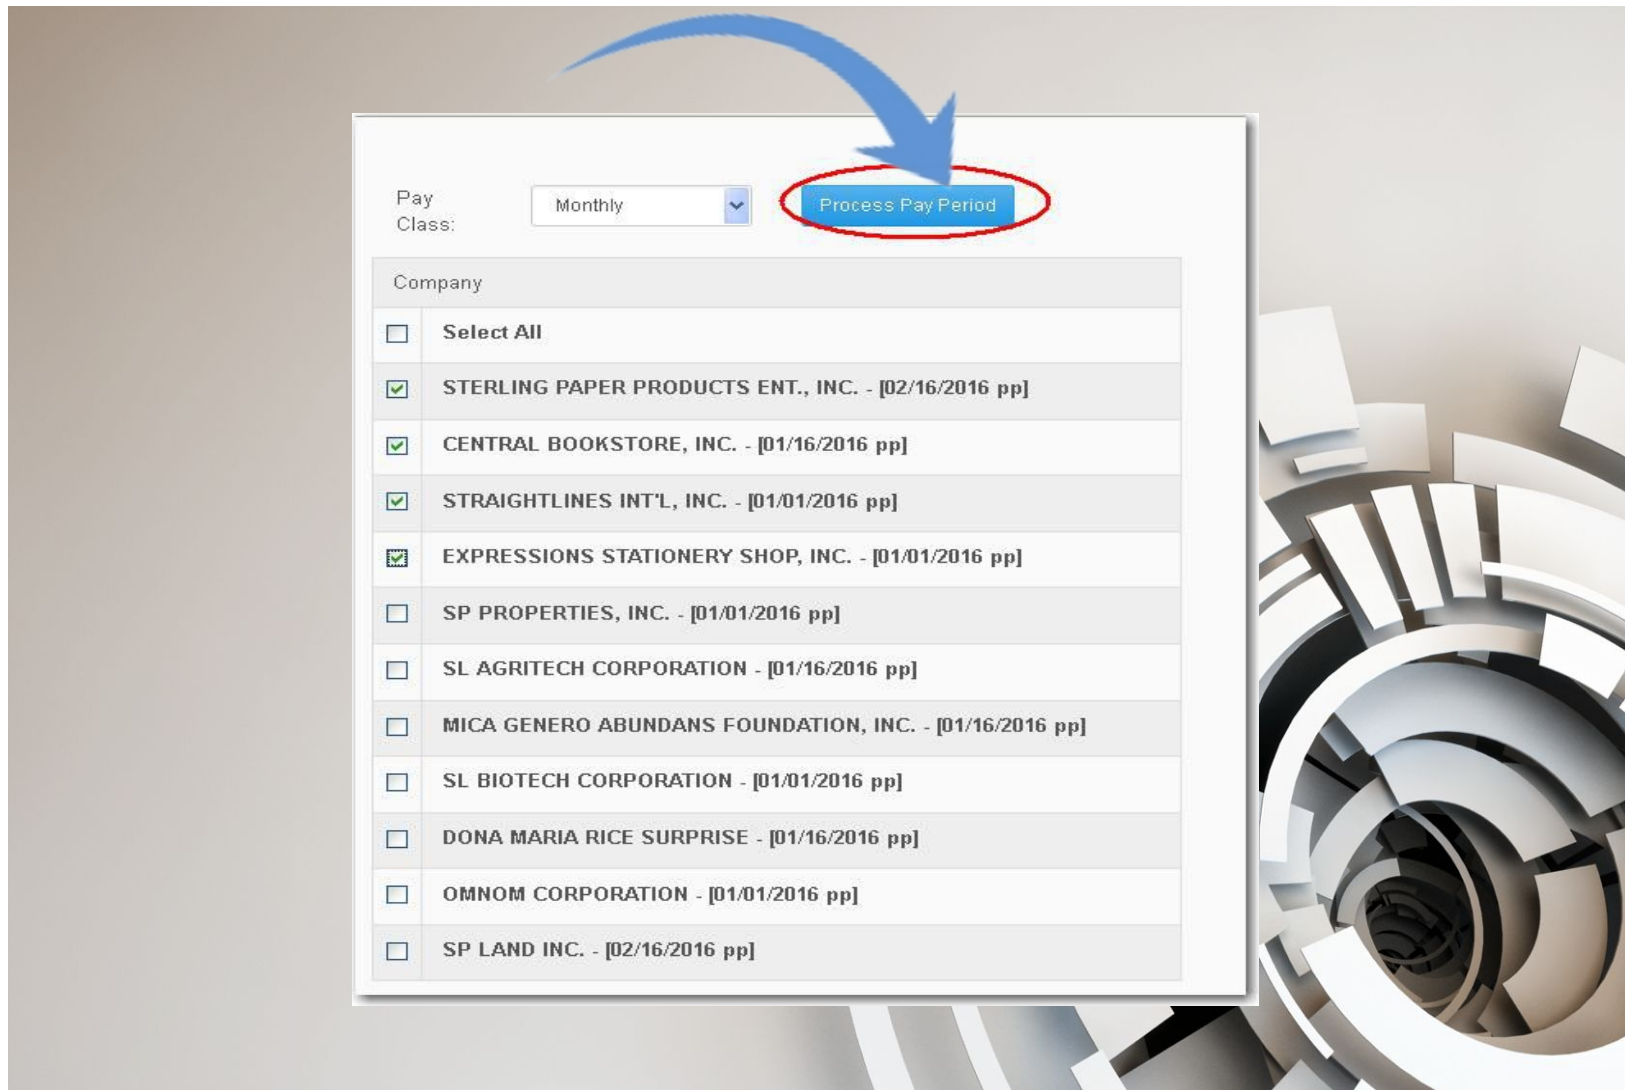 Pay
Class:
Monthly
Process Pay Period
Company
Select All
STERLING PAPER PRODUCTS ENT., INC. - [02/16/2016 pp]
CENTRAL BOOKSTORE, INC. - [01/16/2016 pp]
STRAIGHTLINES INT'L, INC. - [01/01/2016 pp]
EXPRESSIONS STATIONERY SHOP, INC. - [01/01/2016 pp]
SP PROPERTIES, INC. - [01/01/2016 pp]
SL AGRITECH CORPORATION - [01/16/2016 pp]
MICA GENERO ABUNDANS FOUNDATION, INC. - [01/16/2016 pp]
SL BIOTECH CORPORATION - [01/01/2016 pp]
DONA MARIA RICE SURPRISE - [01/16/2016 pp]
OMNOM CORPORATION - [01/01/2016 pp]
SP LAND INC. - [02/16/2016 pp]